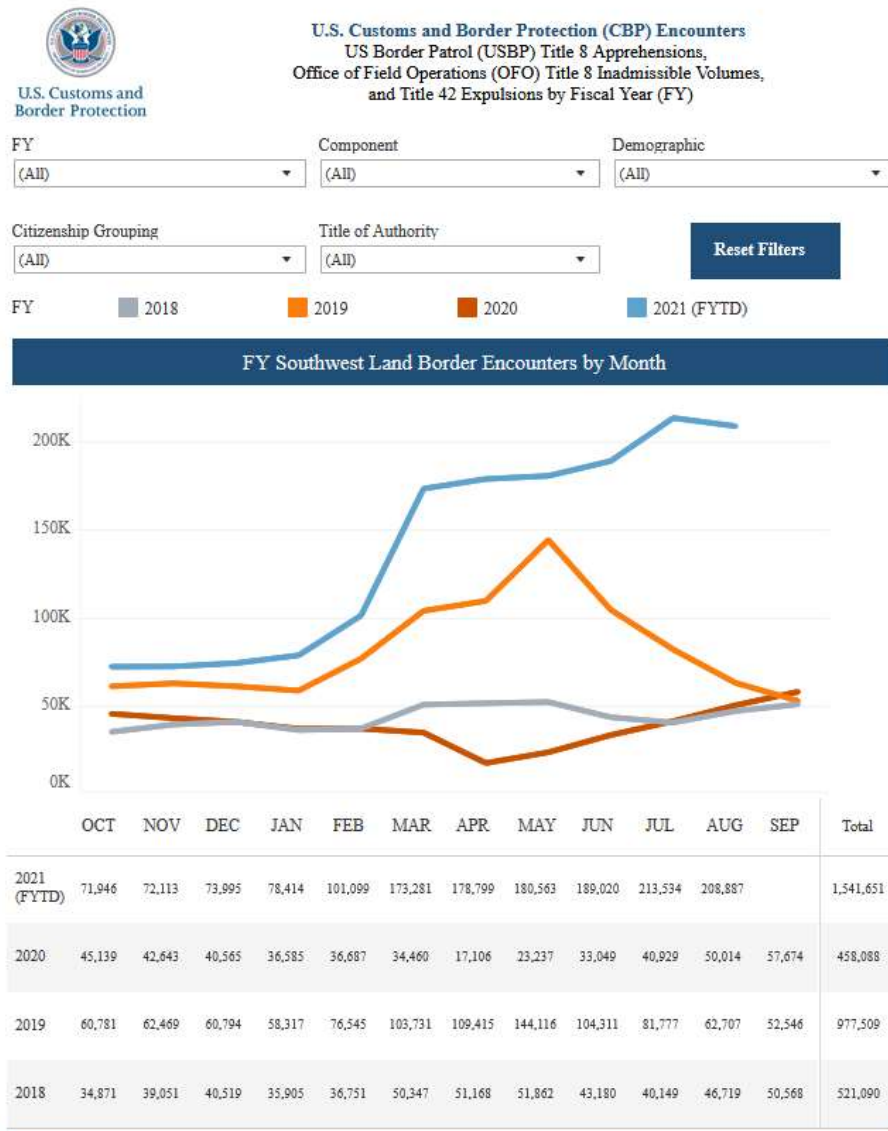 U.S. Customs and
Border Protection
U.S. Customs and Border Protection (CBP) Encounters
US Border Patrol (USBP) Title 8 Apprehensions,
Office of Field Operations (OFO) Title 8 Inadmissible Volumes,
and Title 42 Expulsions by Fiscal Year (FY)
FY Component Demographic
(All) (All) (All)
Citizenship Grouping Title of Authority
(All) (All) Reset Filters
FY 2018 2019 2020 2021 (FYTD)
FY Southwest Land Border Encounters by Month
200K
150K
100K
50K
0K
OCT NOV DEC JAN FEB MAR APR MAY JUN JUL AUG SEP Total
2021 (FYTD) 71,946 72,113 73,995 78,414 101,099 173,281 178,799 180,563 189,020 213,534 208,887 1,541,651
2020 45,139 42,643 40,565 36,585 36,687 34,460 17,106 23,237 33,049 40,929 50,014 57,674 458,088
2019 60,781 62,469 60,794 58,317 76,545 103,731 109,415 144,116 104,311 81,777 62,707 52,546 977,509
2018 34,871 39,051 40,519 35,905 36,751 50,347 51,168 51,862 43,180 40,149 46,719 50,568 521,090